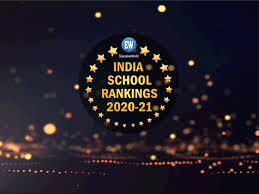 EW
EducationWorld
INDIA
SCHOOL
RANKINGS
2020-21